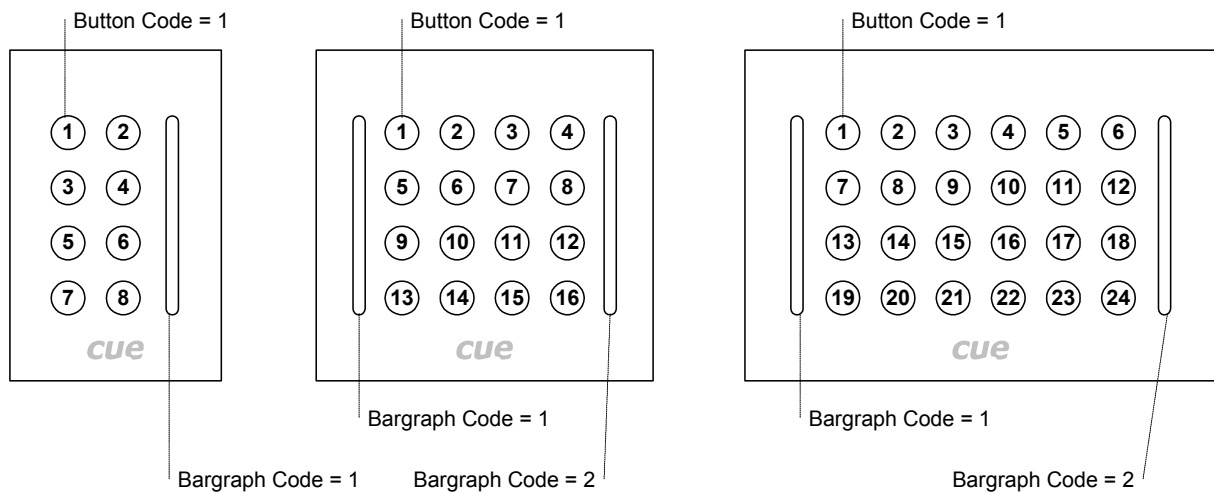 Button Code = 1 Button Code = 1 Button Code = 1
1 2 1 2 3 4 1 2 3 4 5 6
3 4 5 6 7 8 7 8 9 10 11 12
5 6 9 10 11 12 13 14 15 16 17 18
7 8 13 14 15 16 19 20 21 22 23 24
cue cue cue
Bargraph Code = 1 Bargraph Code = 1
Bargraph Code = 1 Bargraph Code = 2 Bargraph Code = 2